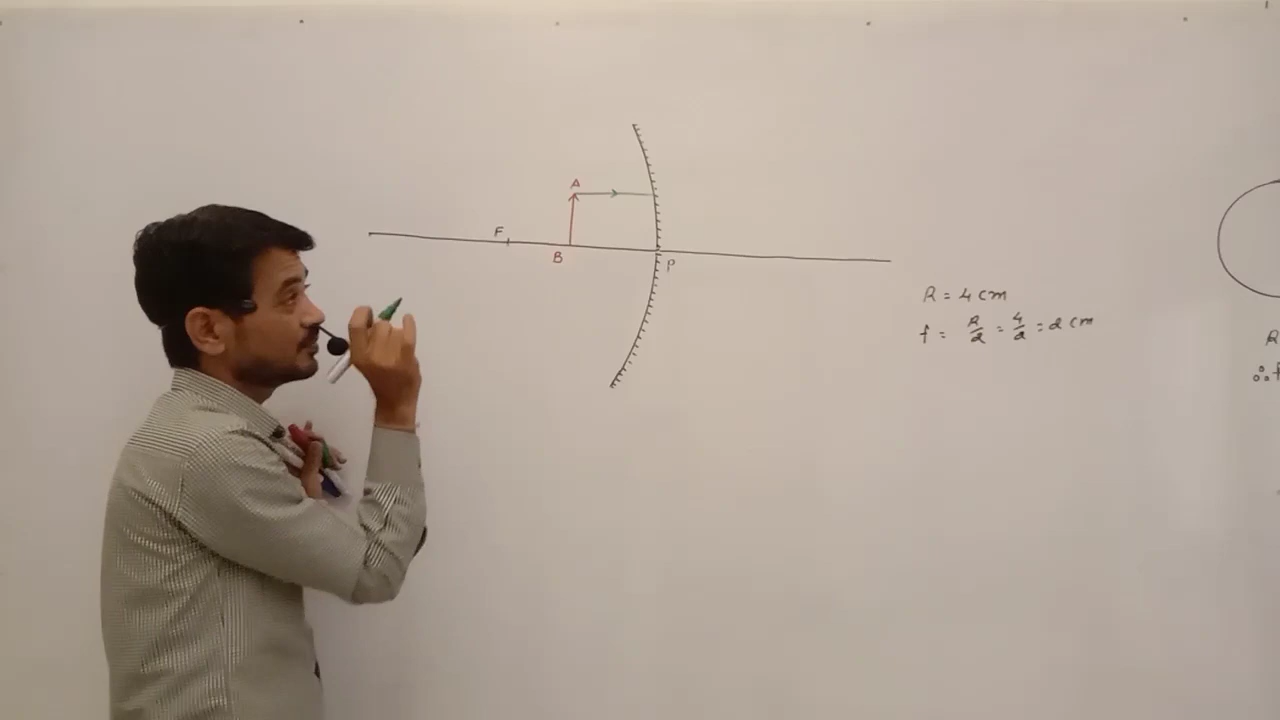 A
F
B
P
R = 4 cm
f = R/2 = 4/2 = 2 cm
R
∴ f